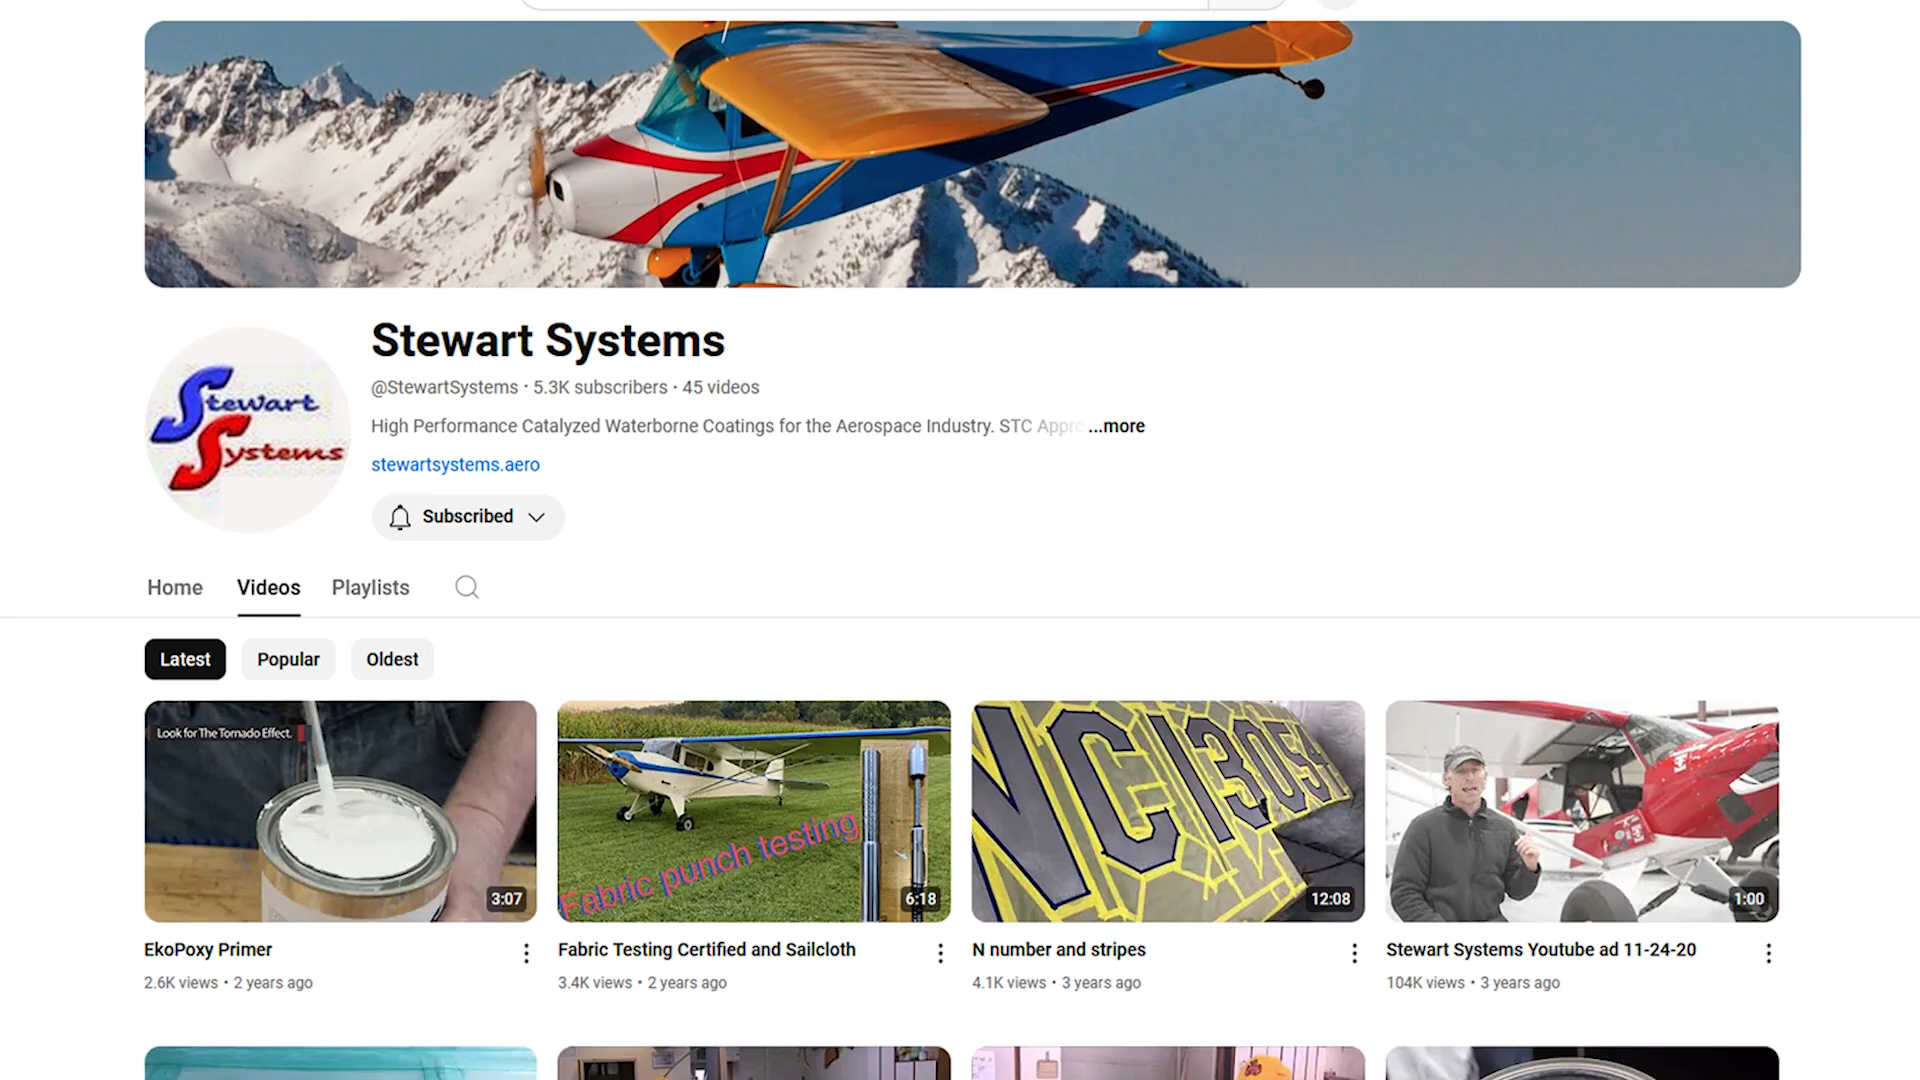 Stewart Systems
Stewart
Systems
@StewartSystems · 5.3K subscribers · 45 videos
High Performance Catalyzed Waterborne Coatings for the Aerospace Industry. STC Appro ...more
stewartsystems.aero
Subscribed
Home Videos Playlists
Latest Popular Oldest
Look for The Tornado Effect.
3:07
Fabric punch testing
6:18
NC13054
12:08
1:00
EkoPoxy Primer
2.6K views • 2 years ago
Fabric Testing Certified and Sailcloth
3.4K views • 2 years ago
N number and stripes
4.1K views • 3 years ago
Stewart Systems Youtube ad 11-24-20
104K views • 3 years ago